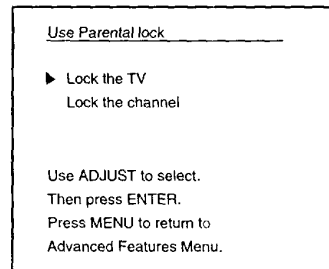 Use Parental lock
Lock the TV
Lock the channel
Use ADJUST to select.
Then press ENTER.
Press MENU to return to
Advanced Features Menu.